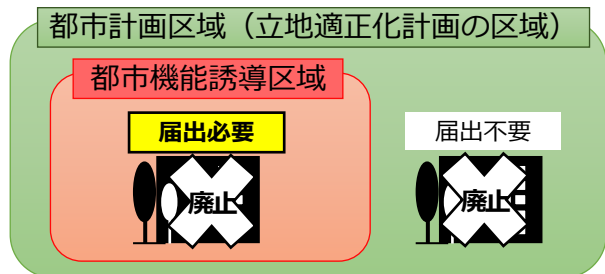 都市計画区域（立地適正化計画の区域）
都市機能誘導区域
届出必要
届出不要
廃止
廃止